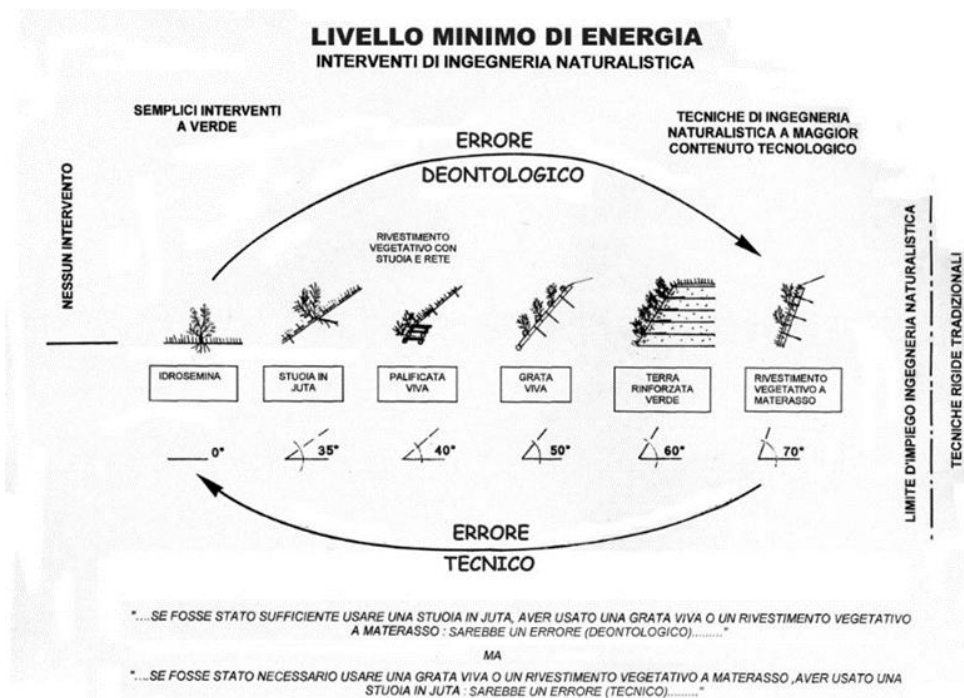 LIVELLO MINIMO DI ENERGIA
INTERVENTI DI INGEGNERIA NATURALISTICA
SEMPLICI INTERVENTI
A VERDE
TECNICHE DI INGEGNERIA
NATURALISTICA A MAGGIOR
CONTENUTO TECNOLOGICO
ERRORE
DEONTOLOGICO
NESSUN INTERVENTO
RIVESTIMENTO
VEGETATIVO CON
STUOIA E RETE
IDROSEMINA
STUOIA IN
JUTA
PALIFICATA
VIVA
GRATA
VIVA
TERRA
RINFORZATA
VERDE
RIVESTIMENTO
VEGETATIVO A
MATERASSO
0°
35°
40°
50°
60°
70°
LIMITE D'IMPIEGO INGEGNERIA NATURALISTICA
TECNICHE RIGIDE TRADIZIONALI
ERRORE
TECNICO
"....SE FOSSE STATO SUFFICIENTE USARE UNA STUOIA IN JUTA, AVER USATO UNA GRATA VIVA O UN RIVESTIMENTO VEGETATIVO
A MATERASSO : SAREBBE UN ERRORE (DEONTOLOGICO)........"
MA
"....SE FOSSE STATO NECESSARIO USARE UNA GRATA VIVA O UN RIVESTIMENTO VEGETATIVO A MATERASSO ,AVER USATO UNA
STUOIA IN JUTA : SAREBBE UN ERRORE (TECNICO)........"